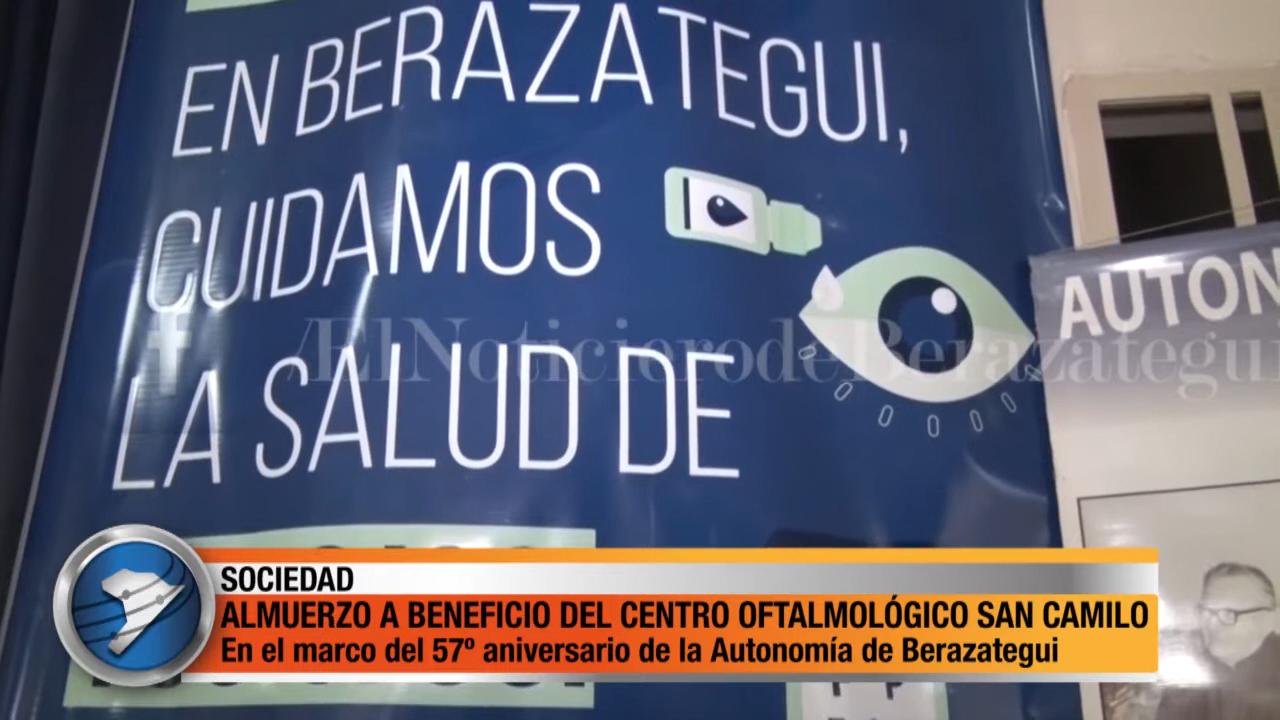 EN BERAZATEGUI,
CUIDAMOS
LA SALUD DE
AUTON
/ElNoticierodeBerazategui
SOCIEDAD
ALMUERZO A BENEFICIO DEL CENTRO OFTALMOLÓGICO SAN CAMILO
En el marco del 57º aniversario de la Autonomía de Berazategui